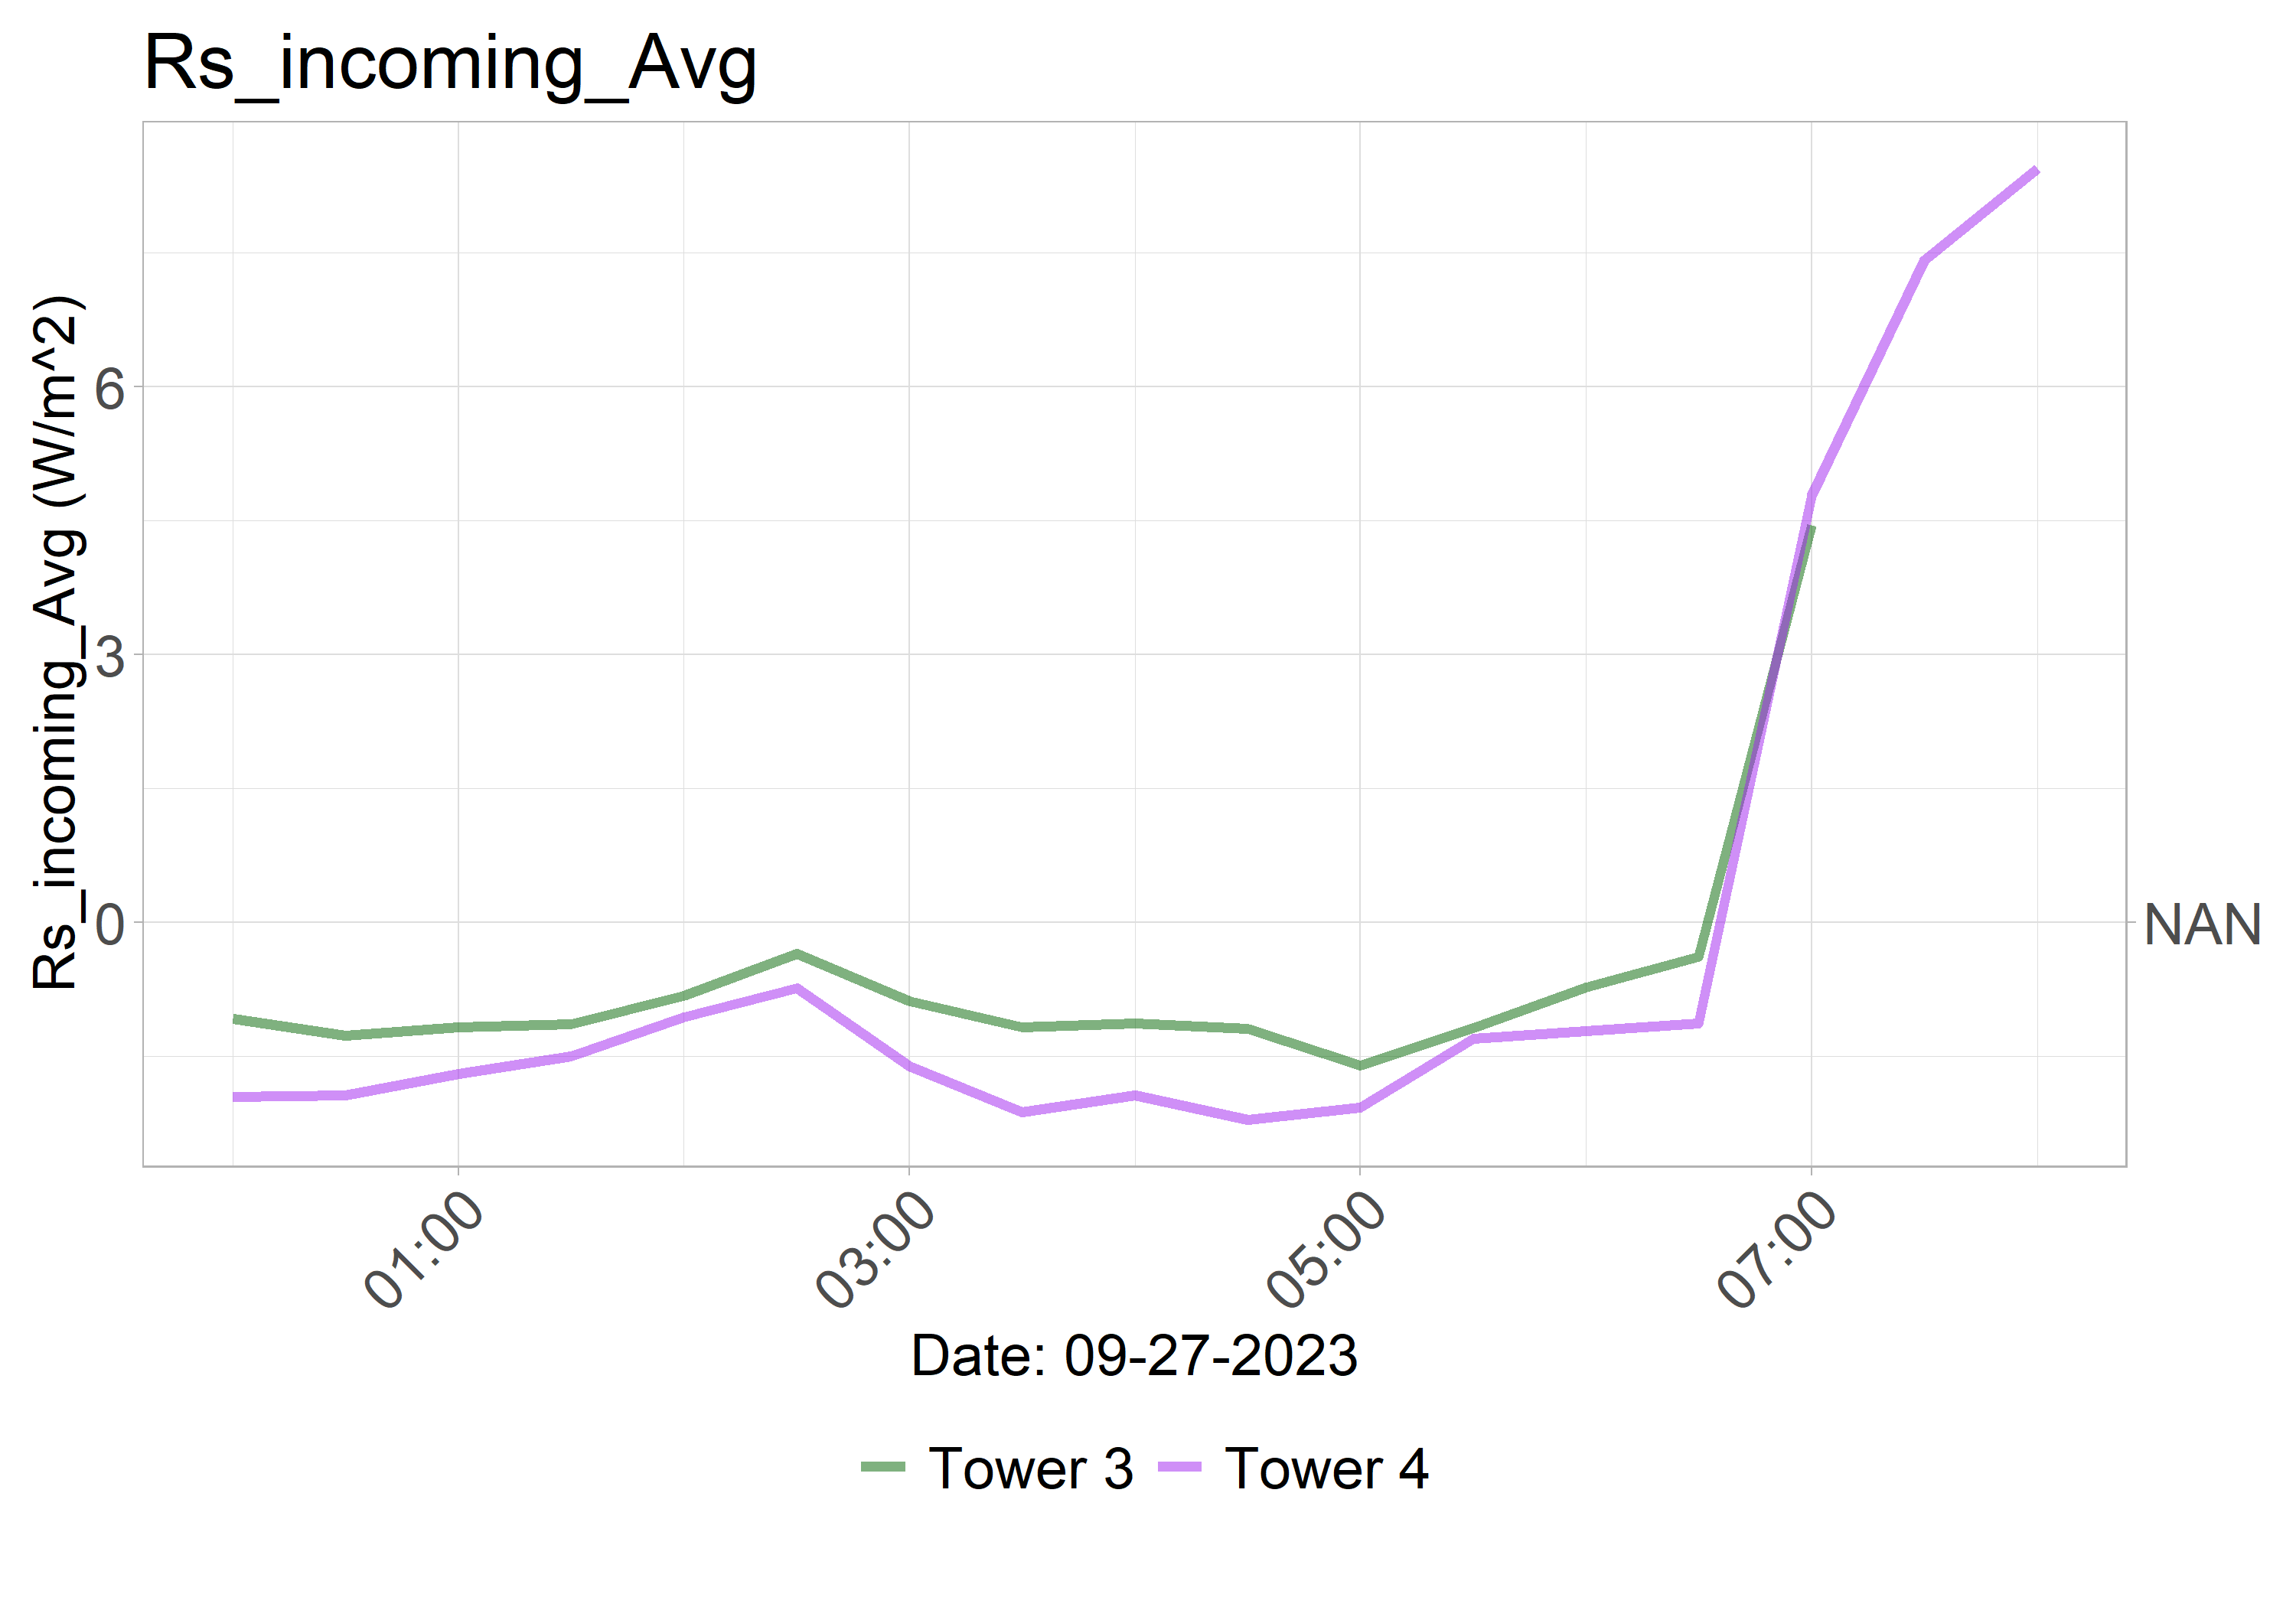 Rs_incoming_Avg
Rs_incoming_Avg (W/m^2)
6
3
0
NAN
01:00
03:00
05:00
07:00
Date: 09-27-2023
Tower 3
Tower 4